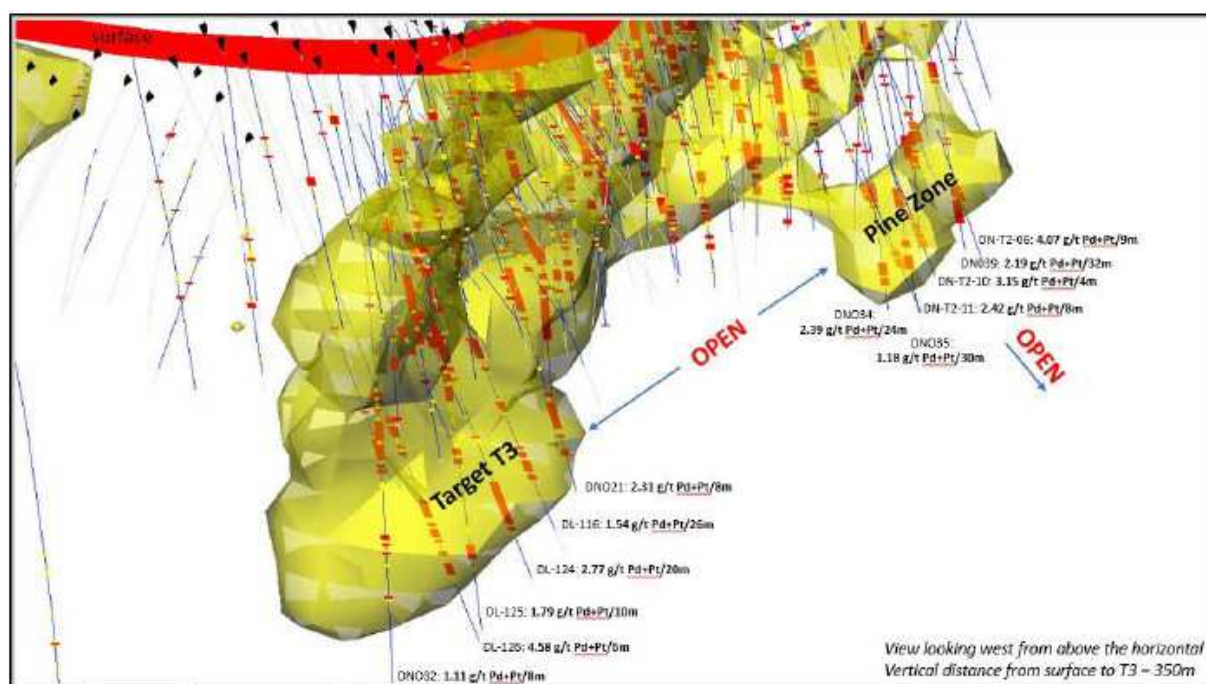 surface
Pine Zone
DN-T2-06: 4.07 g/t Pd+Pt/9m
DNO39: 2.19 g/t Pd+Pt/32m
DN-T2-10: 3.15 g/t Pd+Pt/4m
DN-T2-11: 2.42 g/t Pd+Pt/8m
DNO34:
2.39 g/t Pd+Pt/24m
DNO35:
1.18 g/t Pd+Pt/30m
OPEN
OPEN
Target T3
DNO21: 2.31 g/t Pd+Pt/8m
DL-116: 1.54 g/t Pd+Pt/26m
DL-124: 2.77 g/t Pd+Pt/20m
DL-125: 1.79 g/t Pd+Pt/10m
DL-126: 4.58 g/t Pd+Pt/6m
DNO32: 1.11 g/t Pd+Pt/8m
View looking west from above the horizontal
Vertical distance from surface to T3 ~ 350m